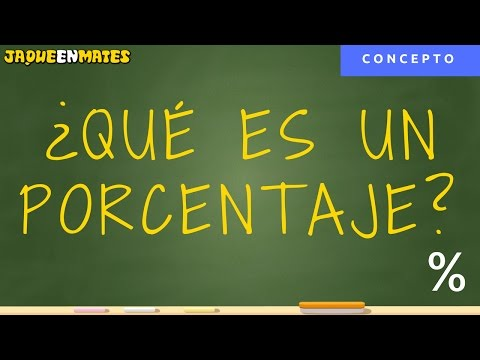 JAQUEENMATES
CONCEPTO
¿QUÉ ES UN
PORCENTAJE?
%